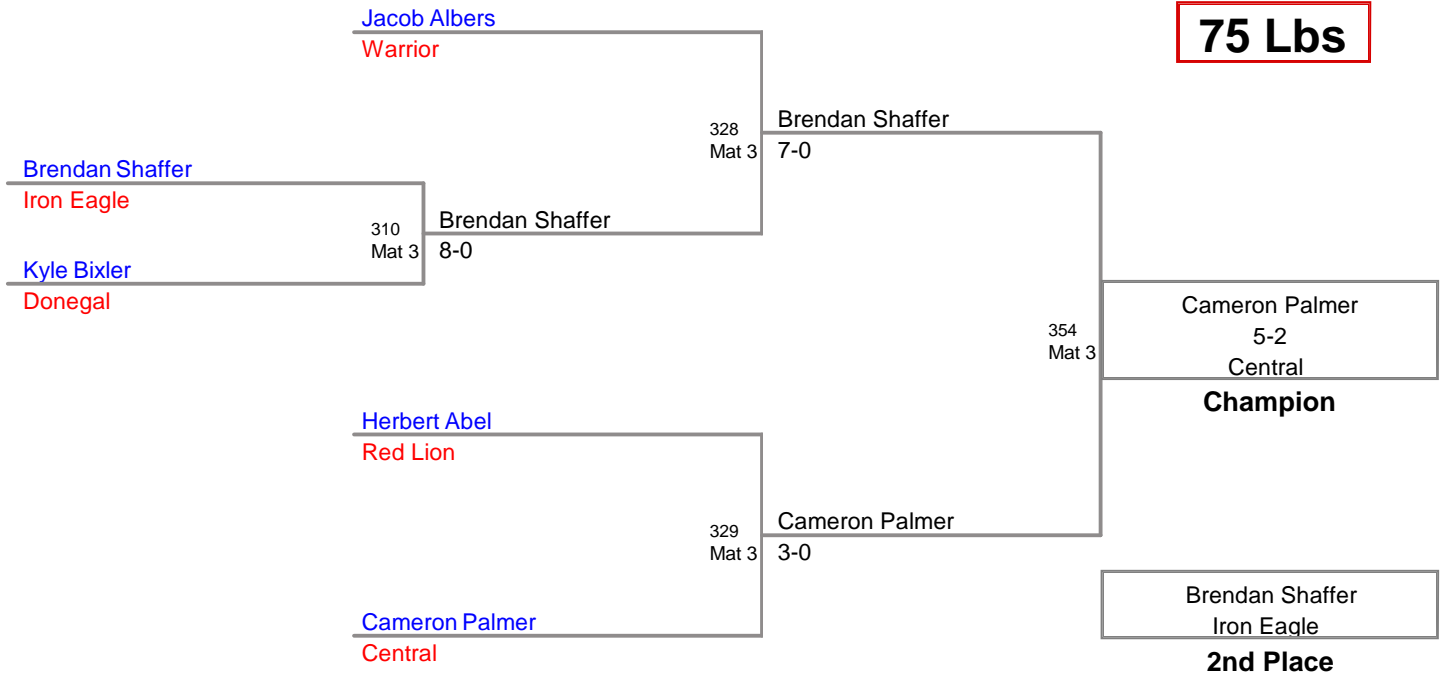 Jacob Albers
Warrior
75 Lbs
328
Mat 3
Brendan Shaffer
7-0
Brendan Shaffer
Iron Eagle
310
Mat 3
Brendan Shaffer
8-0
Kyle Bixler
Donegal
354
Mat 3
Cameron Palmer
5-2
Central
Champion
Herbert Abel
Red Lion
329
Mat 3
Cameron Palmer
3-0
Cameron Palmer
Central
Brendan Shaffer
Iron Eagle
2nd Place